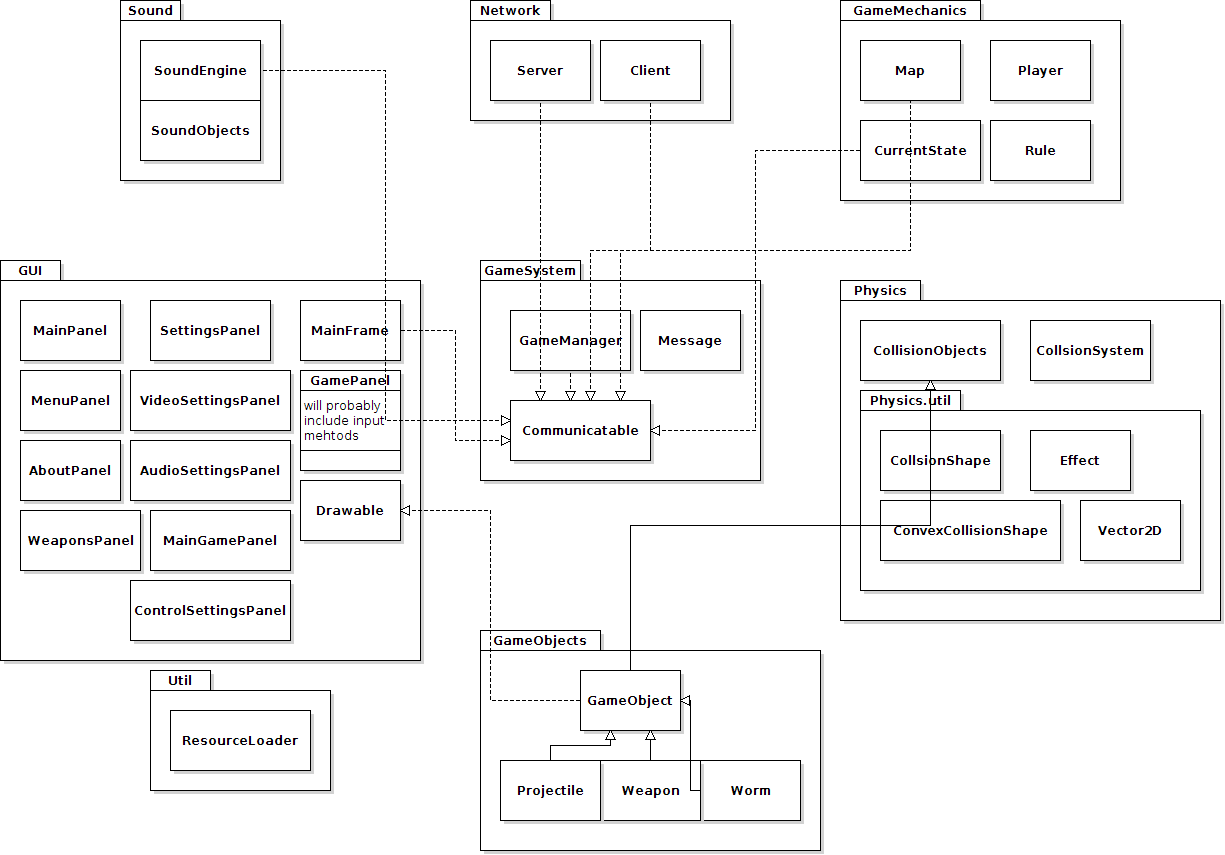 Sound
SoundEngine
SoundObjects
Network
Server
Client
GameMechanics
Map
Player
CurrentState
Rule
GUI
MainPanel
SettingsPanel
MainFrame
MenuPanel
VideoSettingsPanel
GamePanel
will probably
include input
mehtods
AboutPanel
AudioSettingsPanel
Drawable
WeaponsPanel
MainGamePanel
ControlSettingsPanel
GameSystem
GameManager
Message
Communicatable
Physics
CollisionObjects
CollsionSystem
Physics.util
CollsionShape
Effect
ConvexCollisionShape
Vector2D
Util
ResourceLoader
GameObjects
GameObject
Projectile
Weapon
Worm